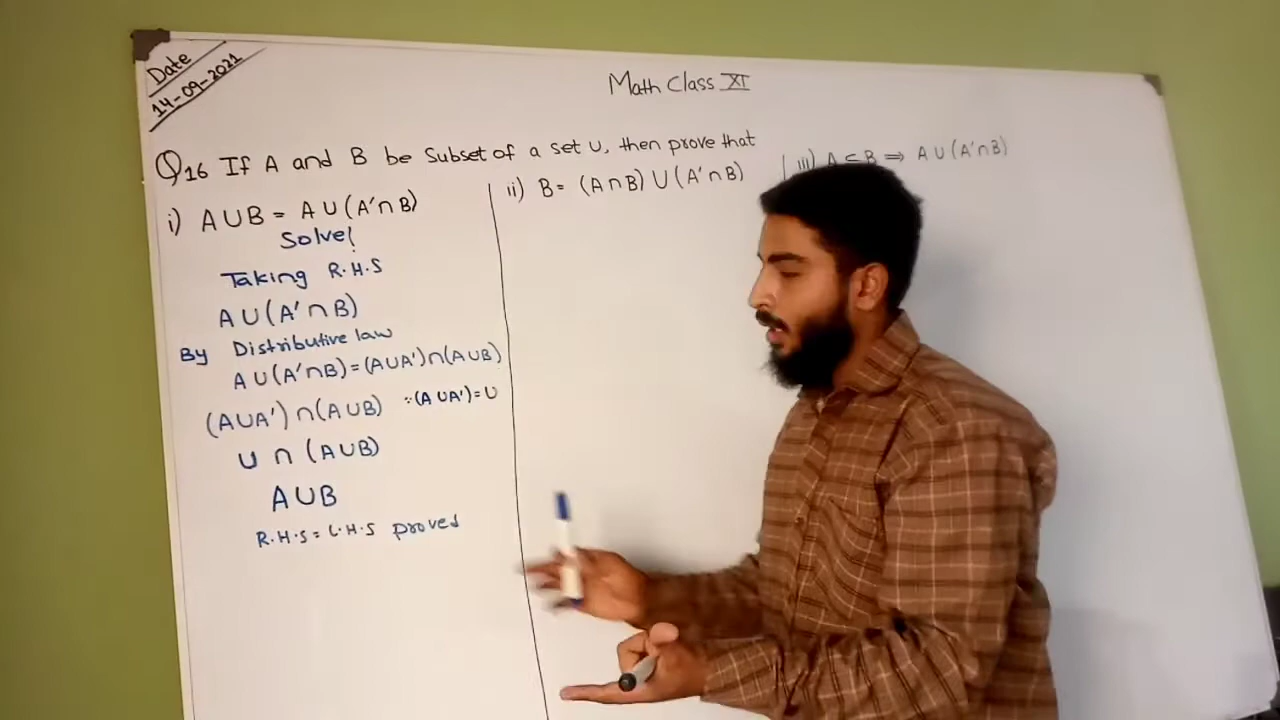 Date
14-09-2021
Math Class XI
Q16 If A and B be Subset of a set U, then prove that
i) A∪B = A∪(A'∩B)
Solve!
Taking R.H.S
A∪(A'∩B)
By Distributive law
A∪(A'∩B)=(A∪A')∩(A∪B)
(A∪A')∩(A∪B) ∵(A∪A')=U
U ∩ (A∪B)
A∪B
R.H.S = L.H.S proved
ii) B = (A∩B)∪(A'∩B)
iii) A⊂B ⇒ A∪(A'∩B)